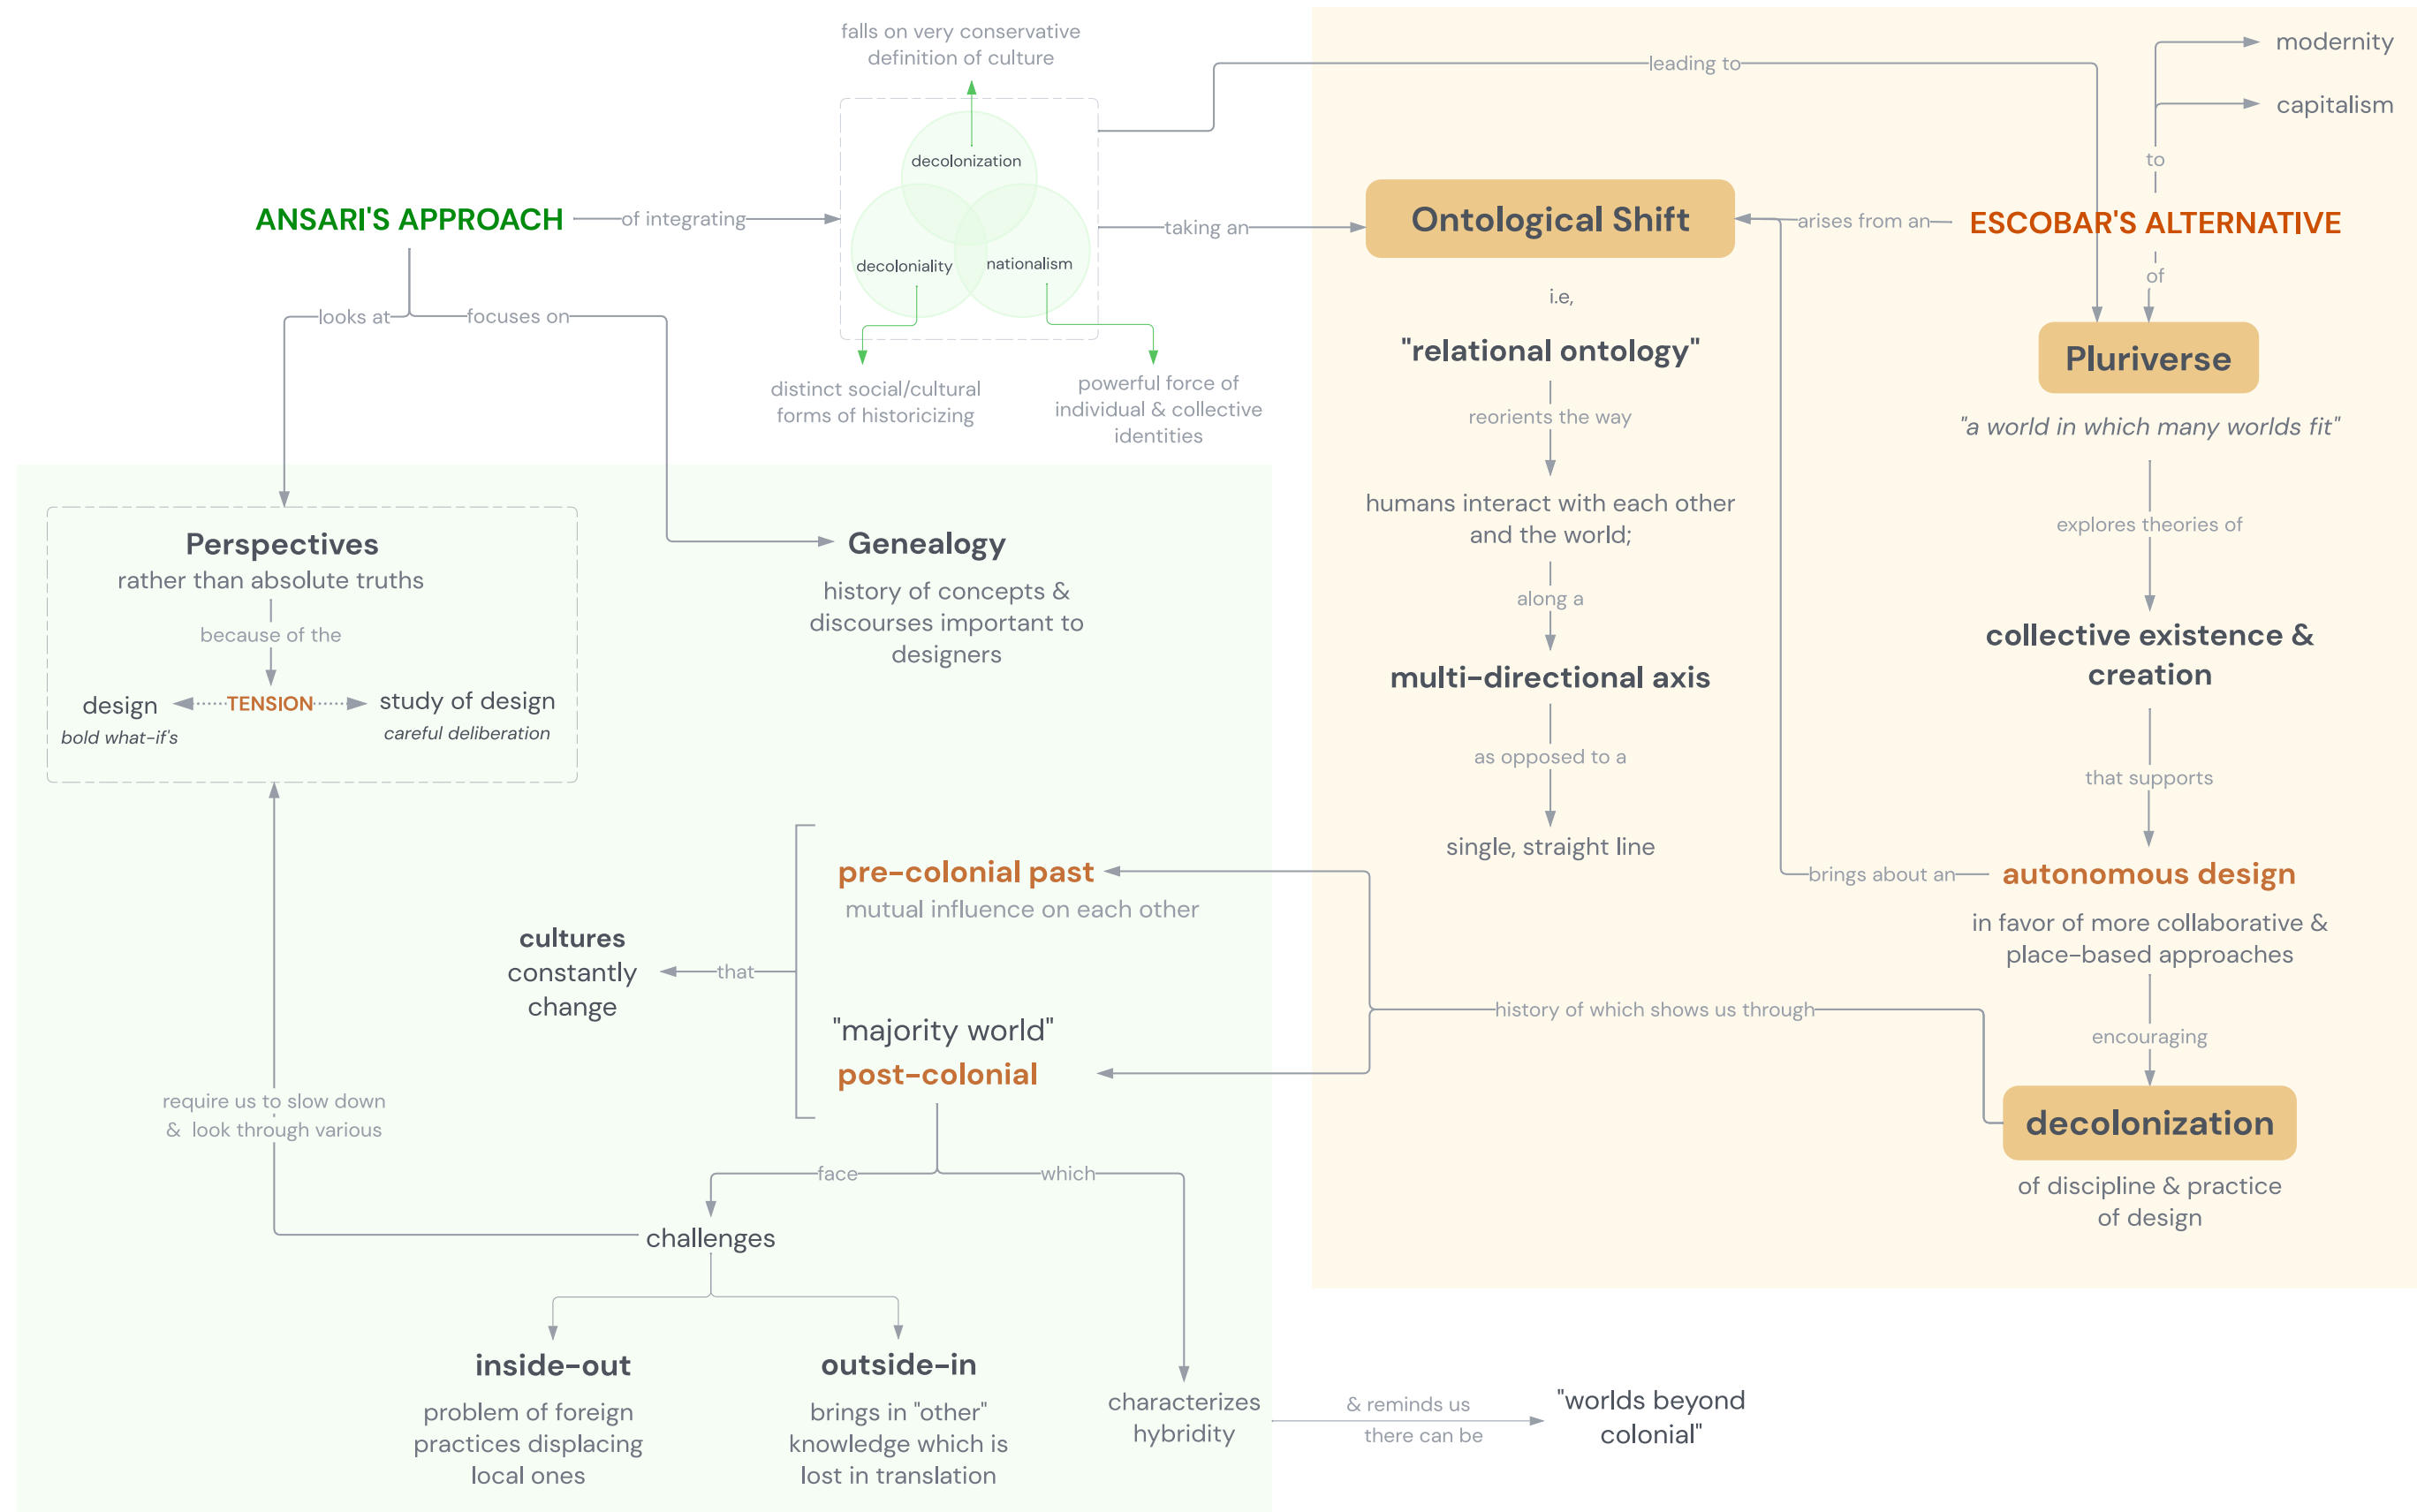 falls on very conservative
definition of culture
decolonization
decoloniality
nationalism
distinct social/cultural
forms of historicizing
powerful force of
individual & collective
identities
ANSARI'S APPROACH
of integrating
looks at
focuses on
leading to
taking an
modernity
capitalism
to
ESCOBAR'S ALTERNATIVE
arises from an
of
Ontological Shift
i.e,
"relational ontology"
reorients the way
humans interact with each other
and the world;
along a
multi-directional axis
as opposed to a
single, straight line
Pluriverse
"a world in which many worlds fit"
explores theories of
collective existence &
creation
that supports
autonomous design
brings about an
in favor of more collaborative &
place-based approaches
encouraging
decolonization
of discipline & practice
of design
history of which shows us through
Perspectives
rather than absolute truths
because of the
design
TENSION
study of design
bold what-if's
careful deliberation
Genealogy
history of concepts &
discourses important to
designers
pre-colonial past
mutual influence on each other
cultures
constantly
change
that
"majority world"
post-colonial
require us to slow down
& look through various
face
which
challenges
inside-out
problem of foreign
practices displacing
local ones
outside-in
brings in "other"
knowledge which is
lost in translation
characterizes
hybridity
& reminds us
there can be
"worlds beyond
colonial"